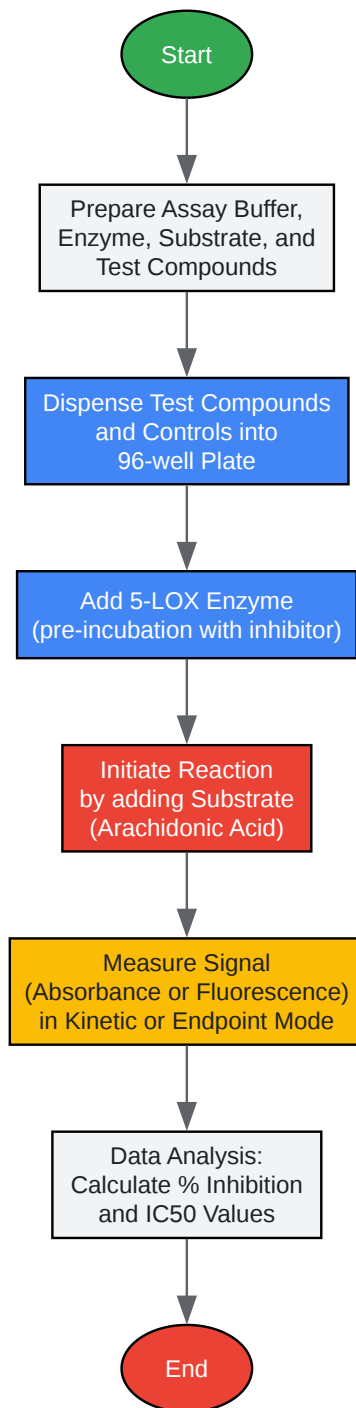 Start
Prepare Assay Buffer,
Enzyme, Substrate, and
Test Compounds
Dispense Test Compounds
and Controls into
96-well Plate
Add 5-LOX Enzyme
(pre-incubation with inhibitor)
Initiate Reaction
by adding Substrate
(Arachidonic Acid)
Measure Signal
(Absorbance or Fluorescence)
in Kinetic or Endpoint Mode
Data Analysis:
Calculate % Inhibition
and IC50 Values
End